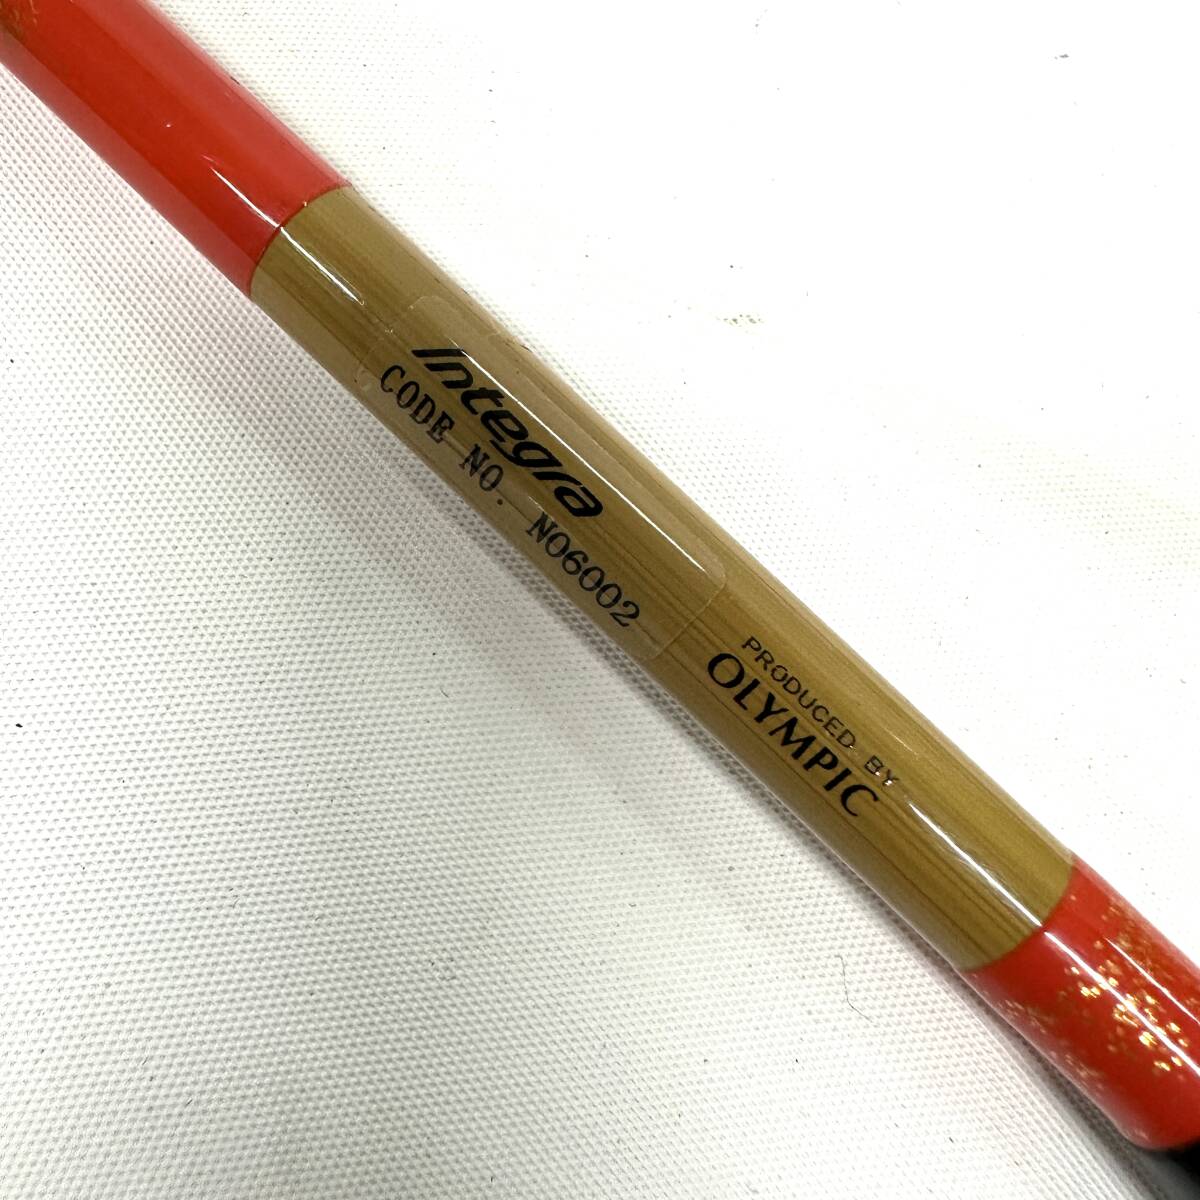 Integra
CODE NO. N06002
PRODUCED BY
OLYMPIC